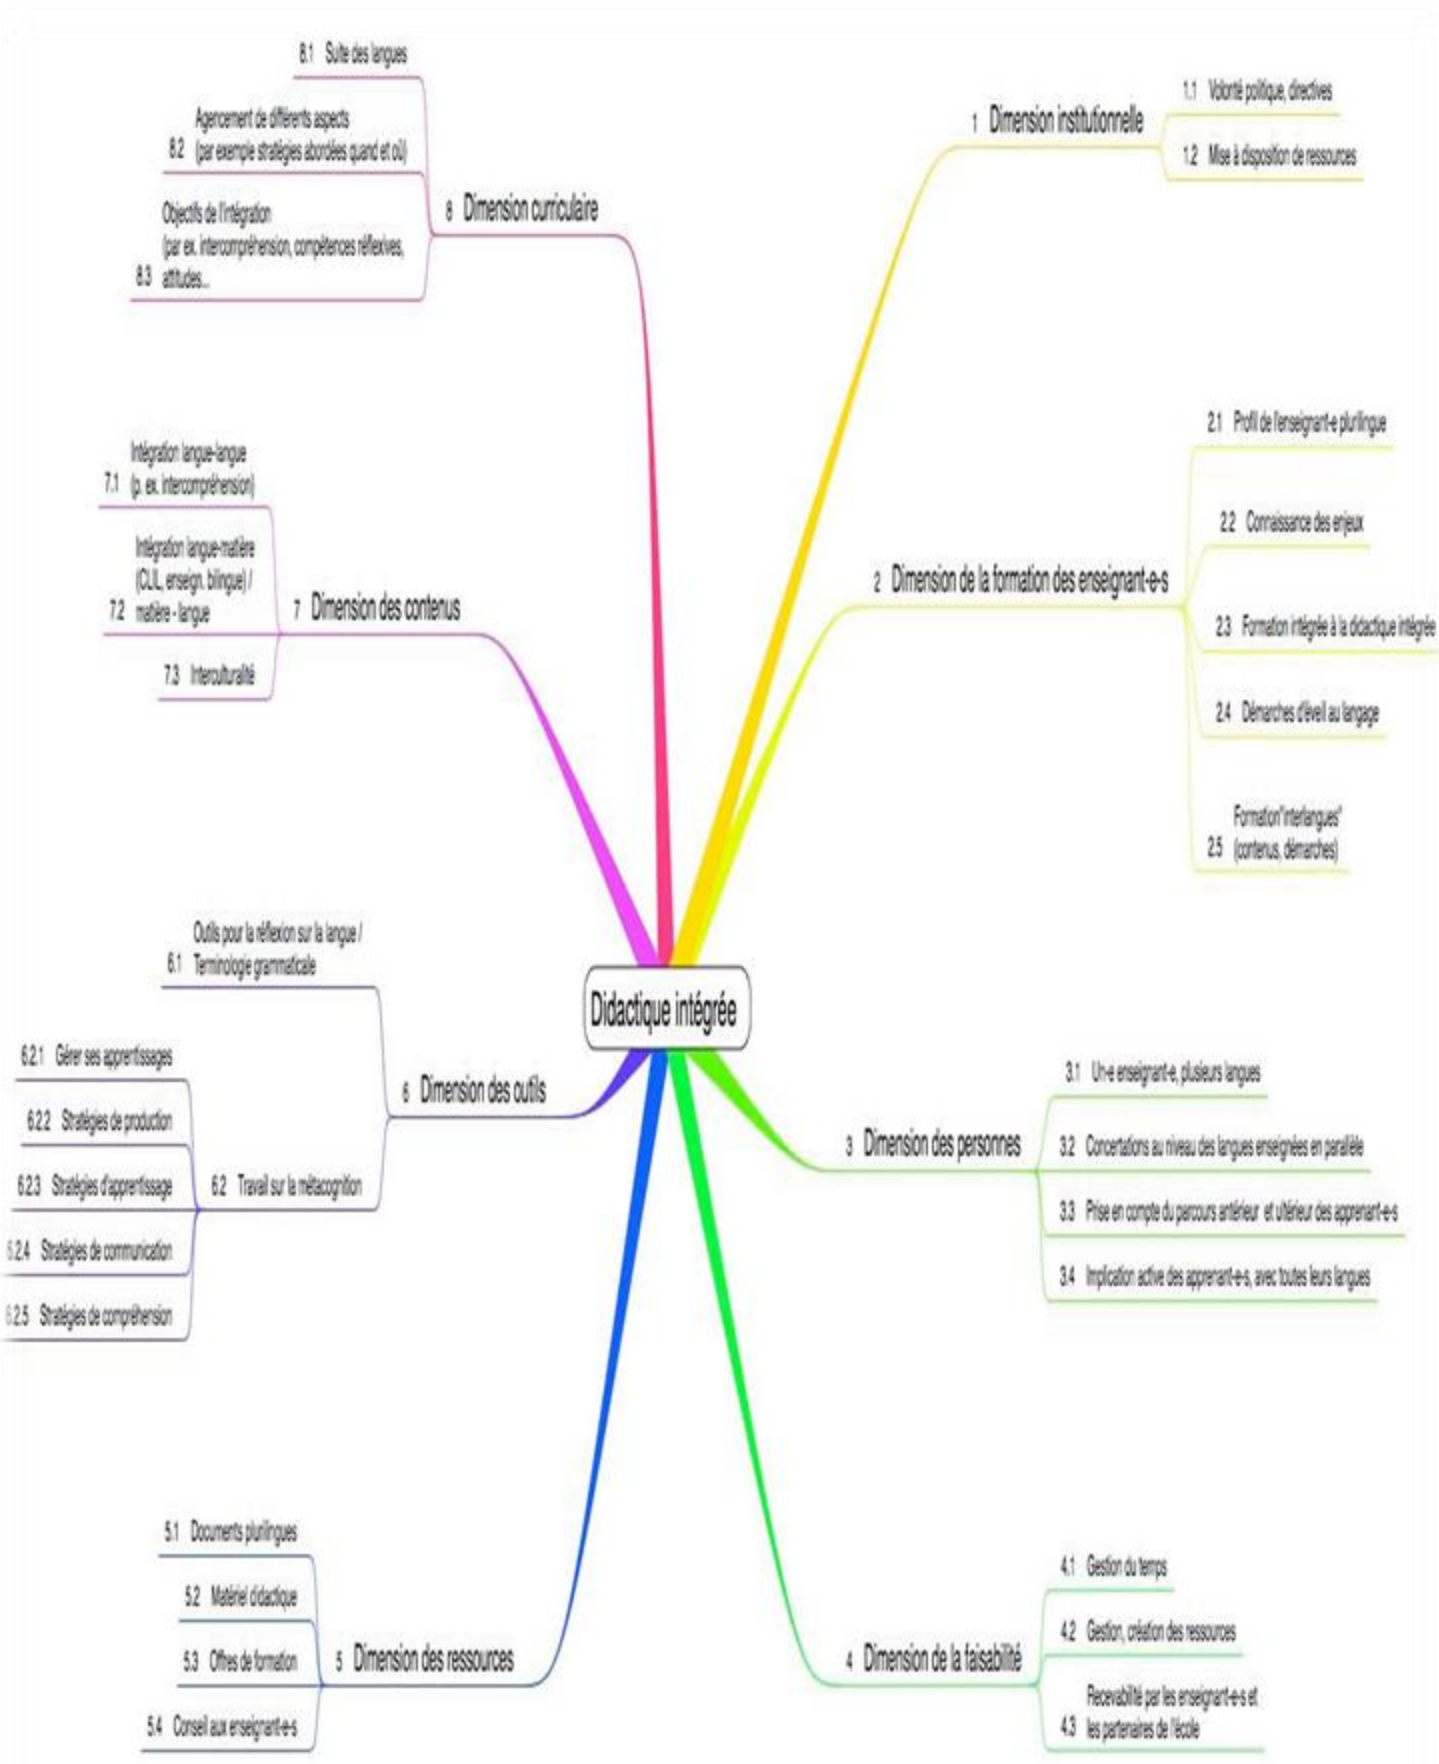 Didactique intégrée
1 Dimension institutionnelle
1.1 Volonté politique, directives
1.2 Mise à disposition de ressources
2 Dimension de la formation des enseignant-e-s
2.1 Profil de l'enseignant-e plurilingue
2.2 Connaissance des enjeux
2.3 Formation intégrée à la didactique intégrée
2.4 Démarches d'éveil au langage
Formation"interlangues"
2.5 (contenus, démarches)
3 Dimension des personnes
3.1 Un-e enseignant-e, plusieurs langues
3.2 Concertations au niveau des langues enseignées en parallèle
3.3 Prise en compte du parcours antérieur et ultérieur des apprenant-e-s
3.4 Implication active des apprenant-e-s, avec toutes leurs langues
4 Dimension de la faisabilité
4.1 Gestion du temps
4.2 Gestion, création des ressources
Recevabilité par les enseignant-e-s et
4.3 les partenaires de l'école
5 Dimension des ressources
5.1 Documents plurilingues
5.2 Matériel didactique
5.3 Offres de formation
5.4 Conseil aux enseignant-e-s
6 Dimension des outils
Outils pour la réflexion sur la langue /
6.1 Terminologie grammaticale
6.2 Travail sur la métacognition
6.2.1 Gérer ses apprentissages
6.2.2 Stratégies de production
6.2.3 Stratégies d'apprentissage
6.2.4 Stratégies de communication
6.2.5 Stratégies de compréhension
7 Dimension des contenus
Intégration langue-langue
7.1 (p. ex. intercompréhension)
Intégration langue-matière
(CLIL, enseign. bilingue) /
7.2 matière - langue
7.3 Interculturalité
8 Dimension curriculaire
8.1 Suite des langues
Agencement de différents aspects
8.2 (par exemple stratégies abordées quand et où)
Objectifs de l'intégration
(par ex. intercompréhension, compétences réflexives,
8.3 attitudes...